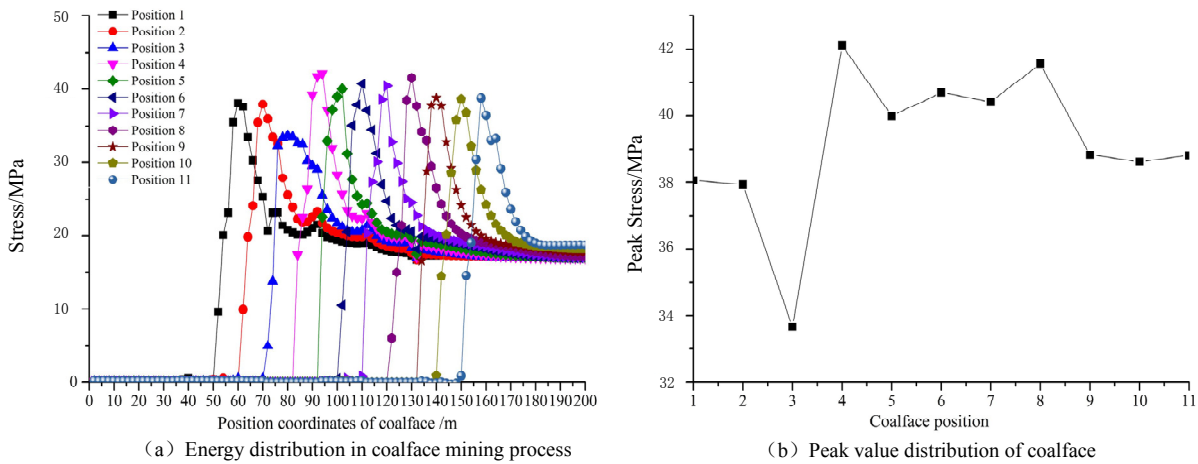 50
40
30
20
10
0
Stress/MPa
Position 1
Position 2
Position 3
Position 4
Position 5
Position 6
Position 7
Position 8
Position 9
Position 10
Position 11
0 10 20 30 40 50 60 70 80 90 100 110 120 130 140 150 160 170 180 190 200
Position coordinates of coalface /m
(a) Energy distribution in coalface mining process
42
40
38
36
34
32
Peak Stress/MPa
1 2 3 4 5 6 7 8 9 10 11
Coalface position
(b) Peak value distribution of coalface